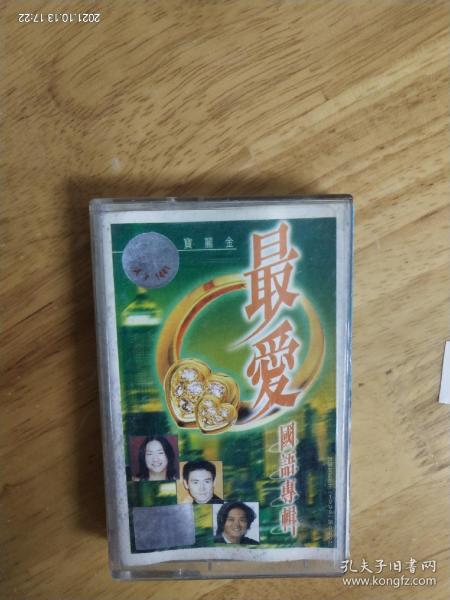 2021.10.13 17:22
寶麗金
最愛
國語專輯
孔夫子旧书网
www.kongfz.com